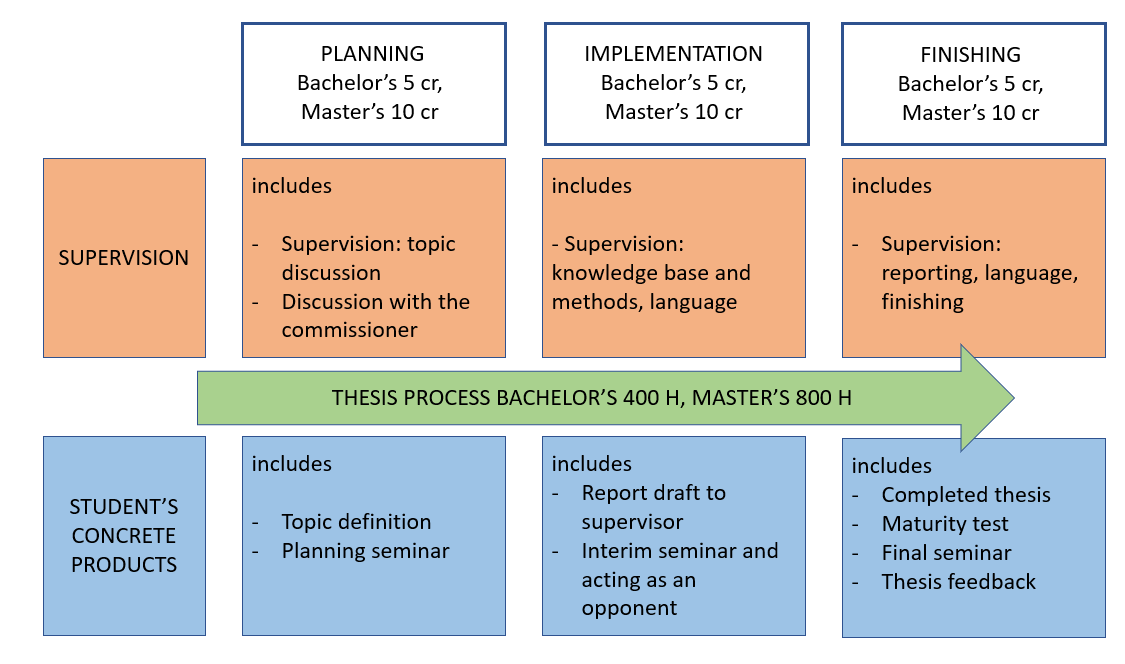 PLANNING
Bachelor’s 5 cr,
Master’s 10 cr
IMPLEMENTATION
Bachelor’s 5 cr,
Master’s 10 cr
FINISHING
Bachelor’s 5 cr,
Master’s 10 cr
SUPERVISION
includes
- Supervision: topic
discussion
- Discussion with the
commissioner
includes
- Supervision:
knowledge base and
methods, language
includes
- Supervision:
reporting, language,
finishing
THESIS PROCESS BACHELOR’S 400 H, MASTER’S 800 H
STUDENT’S
CONCRETE
PRODUCTS
includes
- Topic definition
- Planning seminar
includes
- Report draft to
supervisor
- Interim seminar and
acting as an
opponent
includes
- Completed thesis
- Maturity test
- Final seminar
- Thesis feedback